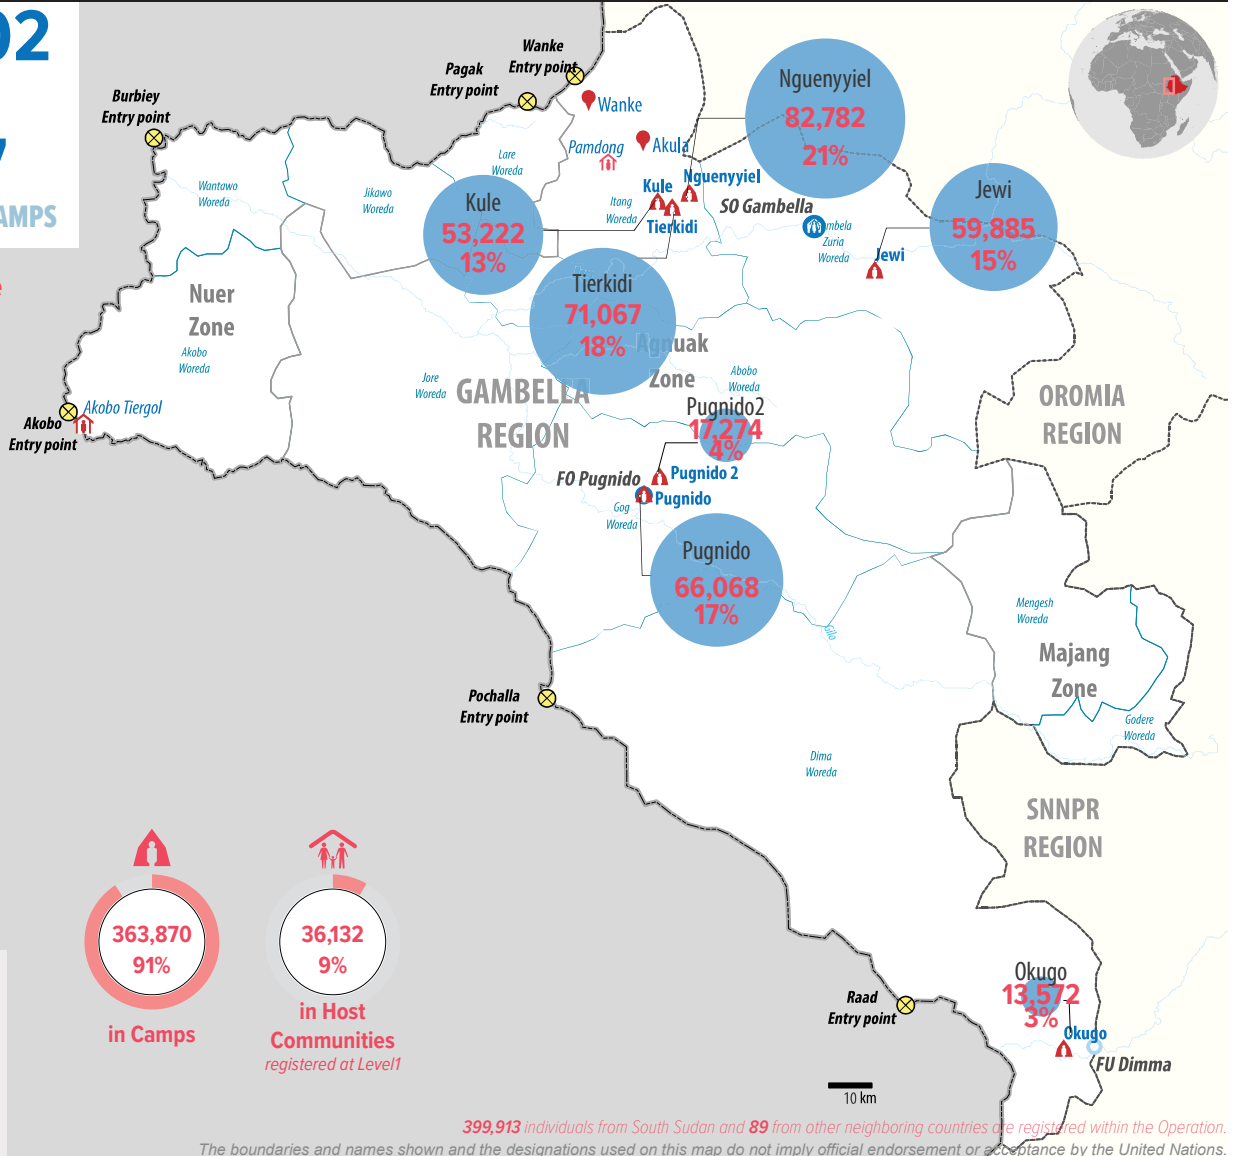 02
7
AMPS
e
Wanke
Entry point
Pagak
Entry point
Burbiey
Entry point
Wanke
Pamdong
Akula
Nguenyyiel
82,782
21%
Lare
Woreda
Wantawo
Woreda
Jikawo
Woreda
Itang
Woreda
Kule
Nguenyyiel
Tierkidi
SO Gambella
mbela
Zuria
Woreda
Jewi
Jewi
59,885
15%
Kule
53,222
13%
Tierkidi
71,067
18%
Nuer
Zone
Akobo
Woreda
Agnuak
Zone
Jore
Woreda
GAMBELLA
REGION
Abobo
Woreda
OROMIA
REGION
Akobo Tiergol
Akobo
Entry point
Pugnido2
17,274
4%
FO Pugnido
Pugnido 2
Pugnido
Gog
Woreda
Pugnido
66,068
17%
Gilo
Mengesh
Woreda
Majang
Zone
Godere
Woreda
Pochalla
Entry point
Dima
Woreda
SNNPR
REGION
363,870
91%
in Camps
36,132
9%
in Host
Communities
registered at Level1
Raad
Entry point
Okugo
13,572
3%
Okugo
FU Dimma
10 km
399,913 individuals from South Sudan and 89 from other neighboring countries are registered within the Operation.
The boundaries and names shown and the designations used on this map do not imply official endorsement or acceptance by the United Nations.